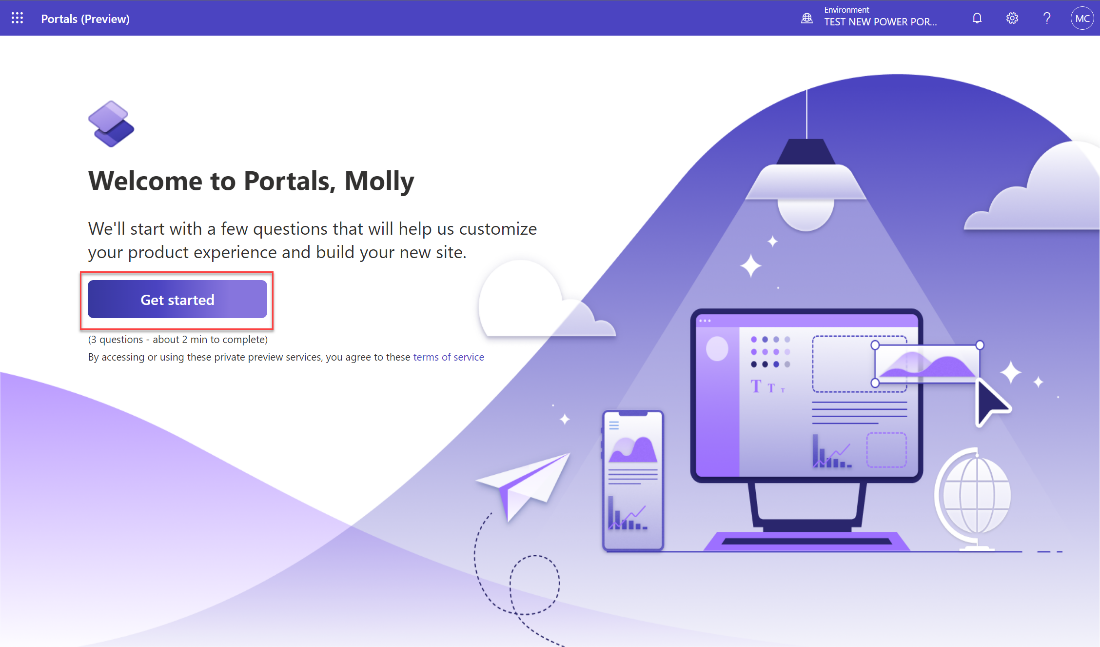 Portals (Preview)
Environment
TEST NEW POWER POR...
?
MC
Welcome to Portals, Molly
We'll start with a few questions that will help us customize
your product experience and build your new site.
Get started
(3 questions - about 2 min to complete)
By accessing or using these private preview services, you agree to these terms of service
T T T